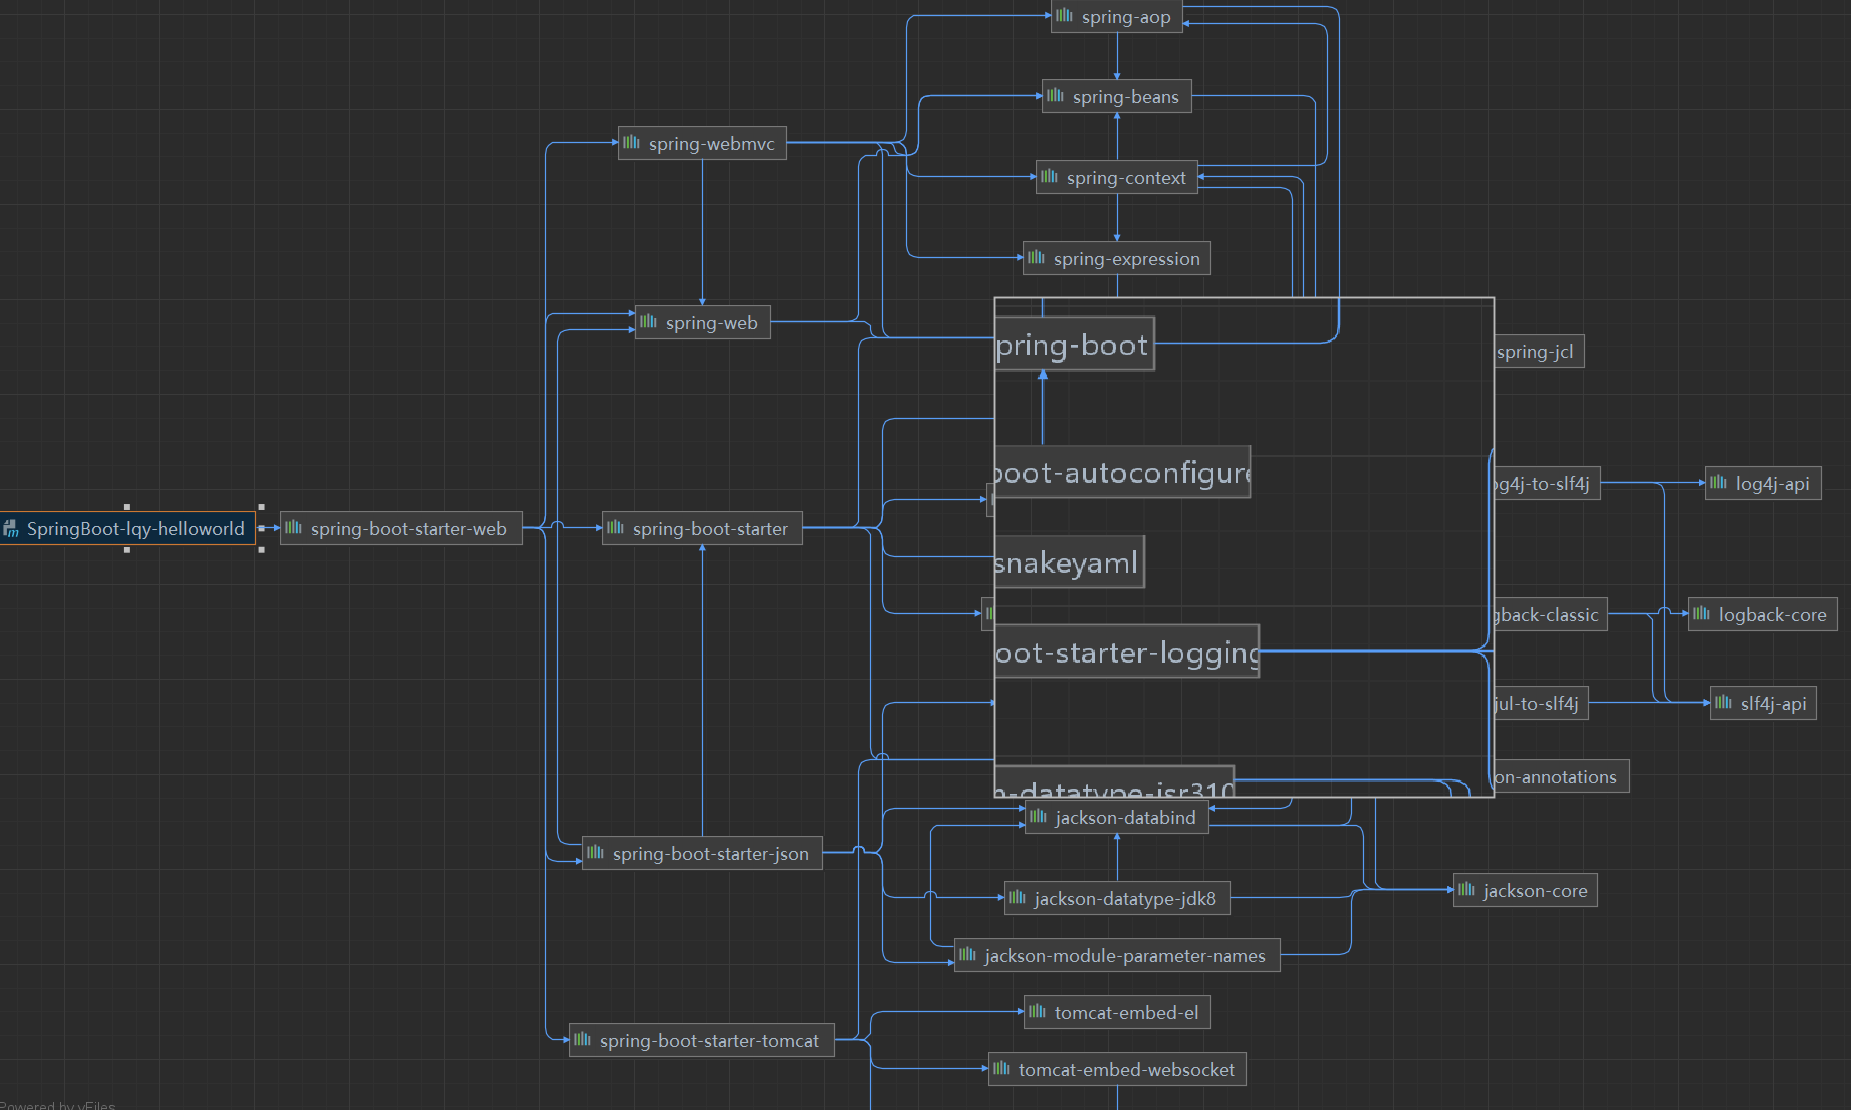 spring-aop
spring-beans
spring-webmvc
spring-context
spring-expression
spring-web
pring-boot
spring-jcl
boot-autoconfigure
og4j-to-slf4j
log4j-api
SpringBoot-lqy-helloworld
spring-boot-starter-web
spring-boot-starter
snakeyaml
gback-classic
logback-core
oot-starter-logging
jul-to-slf4j
slf4j-api
on-annotations
n-datatype-jsr310
jackson-databind
spring-boot-starter-json
jackson-datatype-jdk8
jackson-core
jackson-module-parameter-names
tomcat-embed-el
spring-boot-starter-tomcat
tomcat-embed-websocket
Powered by yFiles